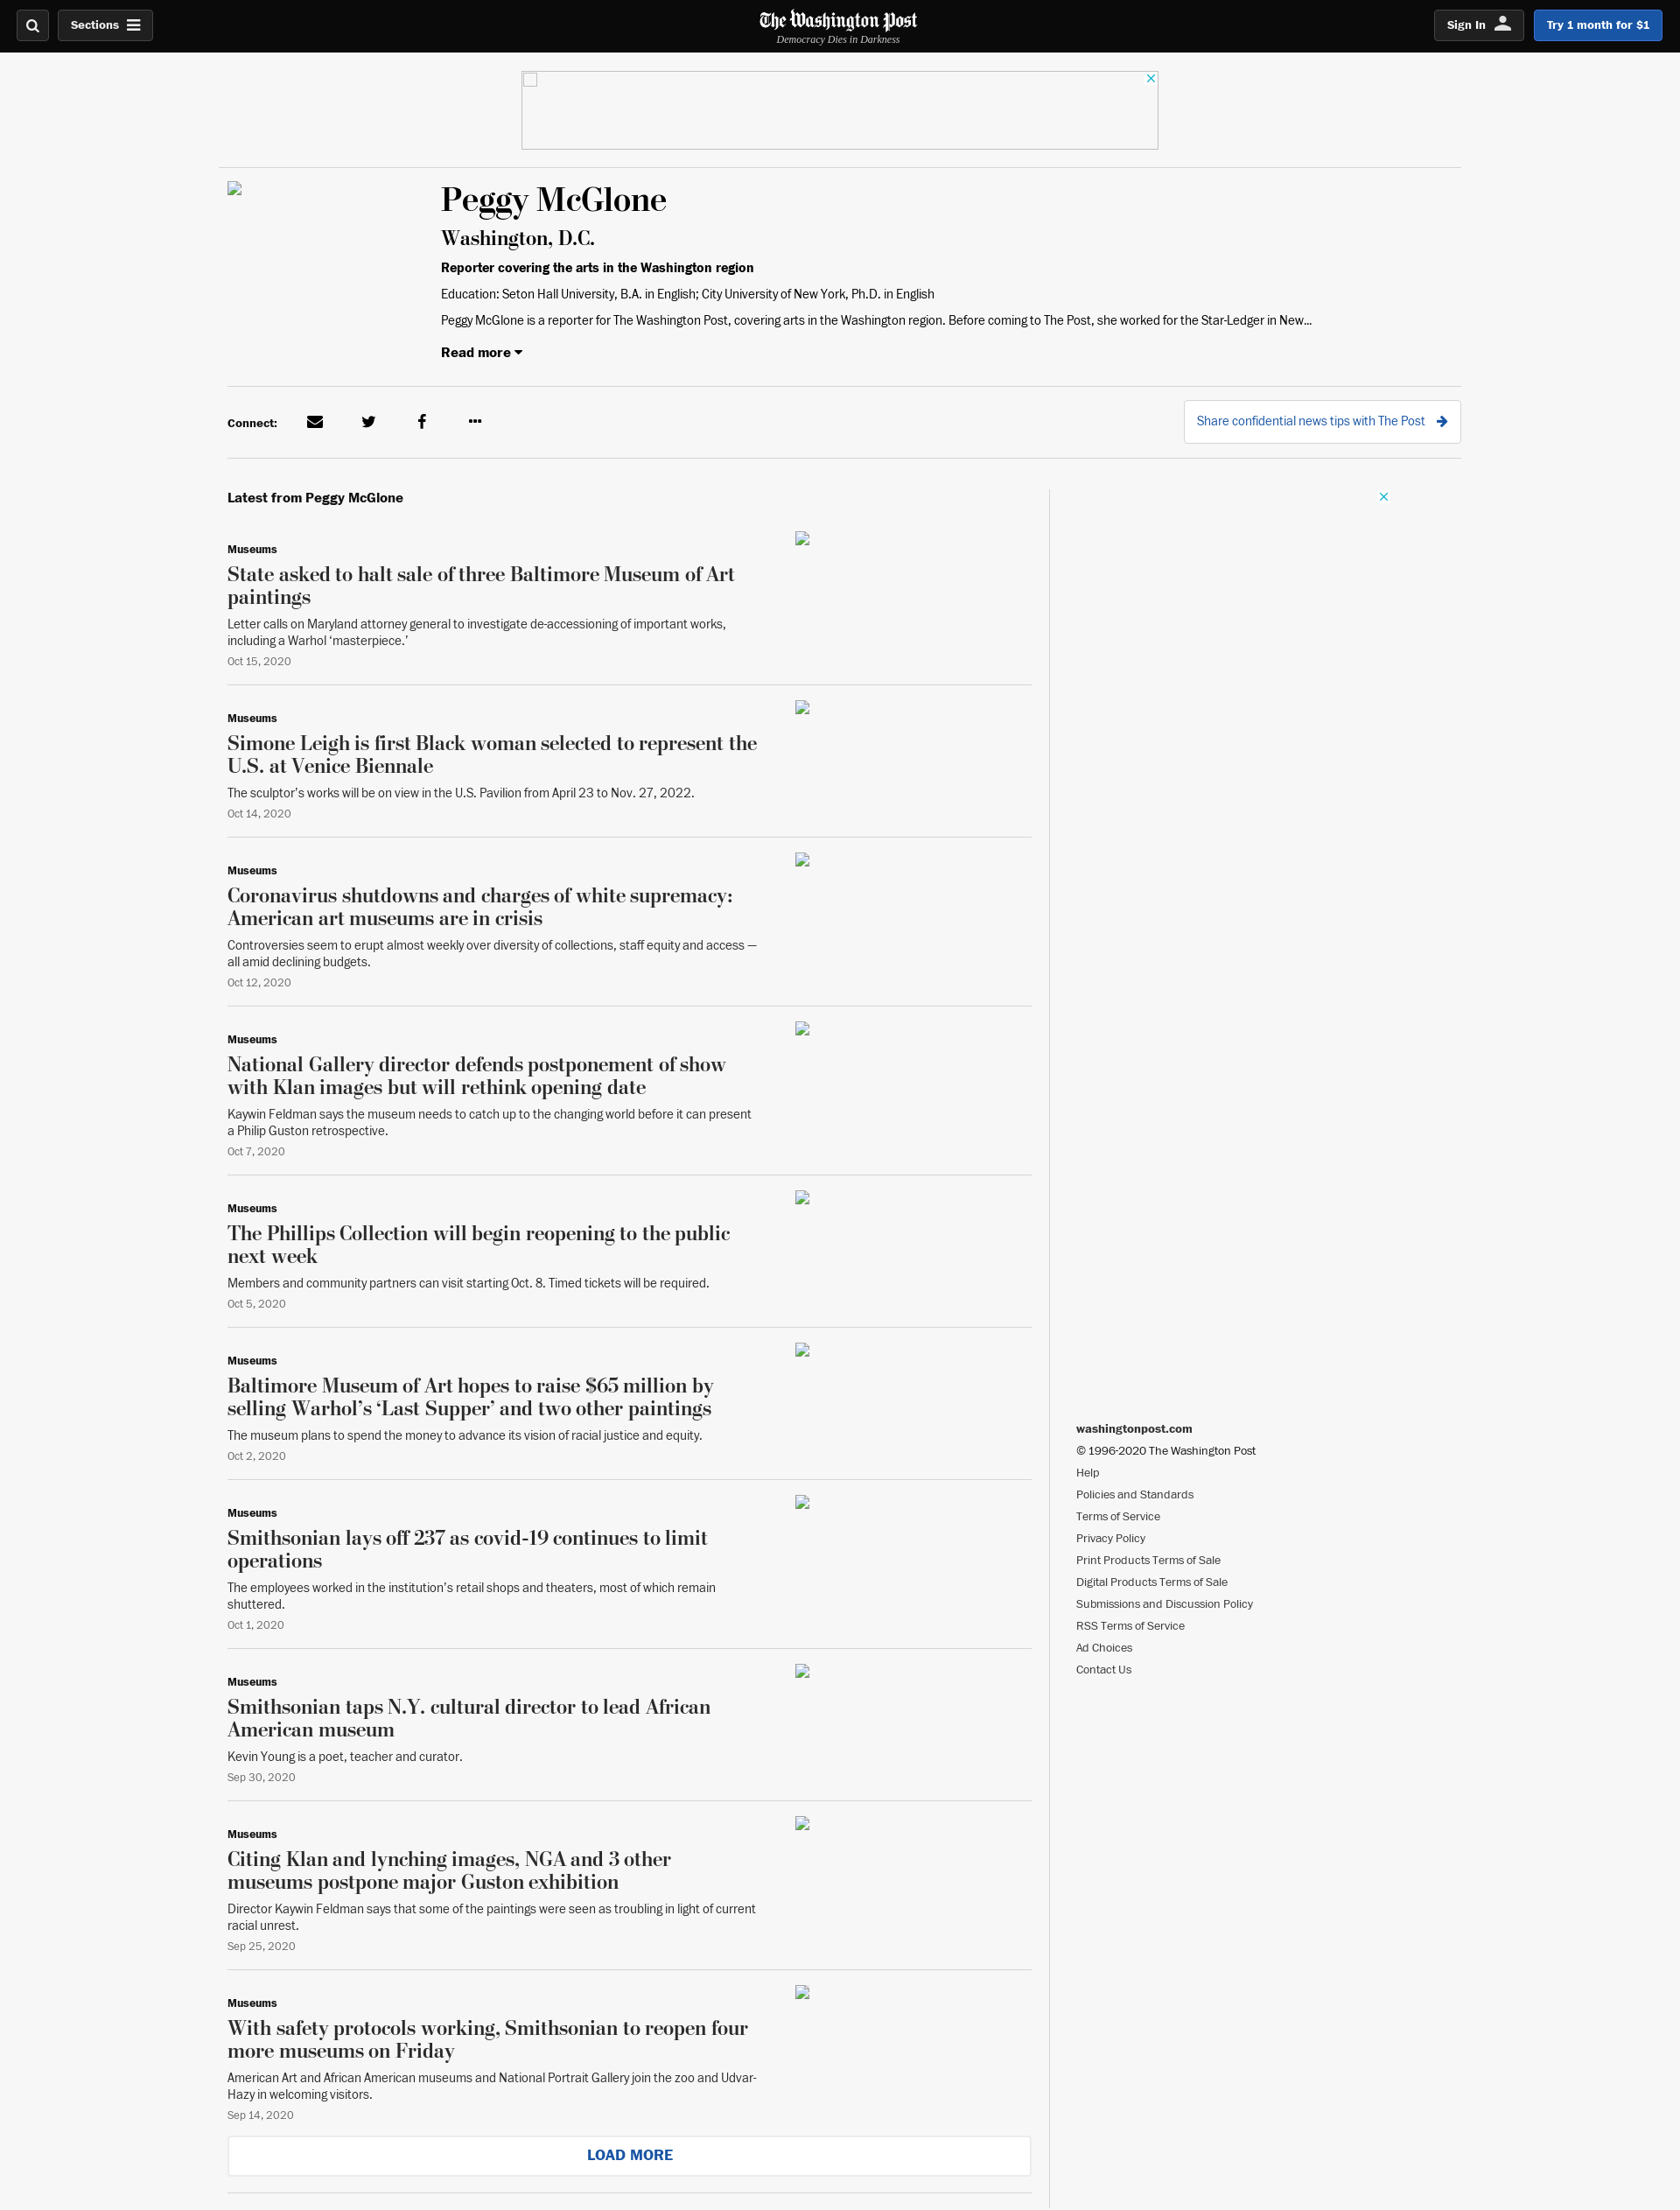 Sections
The Washington Post
Democracy Dies in Darkness
Sign In
Try 1 month for $1
Peggy McGlone
Washington, D.C.
Reporter covering the arts in the Washington region
Education: Seton Hall University, B.A. in English; City University of New York, Ph.D. in English
Peggy McGlone is a reporter for The Washington Post, covering arts in the Washington region. Before coming to The Post, she worked for the Star-Ledger in New...
Read more
Connect:
Share confidential news tips with The Post
Latest from Peggy McGlone
Museums
State asked to halt sale of three Baltimore Museum of Art
paintings
Letter calls on Maryland attorney general to investigate de-accessioning of important works,
including a Warhol ‘masterpiece.’
Oct 15, 2020
Museums
Simone Leigh is first Black woman selected to represent the
U.S. at Venice Biennale
The sculptor’s works will be on view in the U.S. Pavilion from April 23 to Nov. 27, 2022.
Oct 14, 2020
Museums
Coronavirus shutdowns and charges of white supremacy:
American art museums are in crisis
Controversies seem to erupt almost weekly over diversity of collections, staff equity and access —
all amid declining budgets.
Oct 12, 2020
Museums
National Gallery director defends postponement of show
with Klan images but will rethink opening date
Kaywin Feldman says the museum needs to catch up to the changing world before it can present
a Philip Guston retrospective.
Oct 7, 2020
Museums
The Phillips Collection will begin reopening to the public
next week
Members and community partners can visit starting Oct. 8. Timed tickets will be required.
Oct 5, 2020
Museums
Baltimore Museum of Art hopes to raise $65 million by
selling Warhol’s ‘Last Supper’ and two other paintings
The museum plans to spend the money to advance its vision of racial justice and equity.
Oct 2, 2020
Museums
Smithsonian lays off 237 as covid-19 continues to limit
operations
The employees worked in the institution’s retail shops and theaters, most of which remain
shuttered.
Oct 1, 2020
Museums
Smithsonian taps N.Y. cultural director to lead African
American museum
Kevin Young is a poet, teacher and curator.
Sep 30, 2020
Museums
Citing Klan and lynching images, NGA and 3 other
museums postpone major Guston exhibition
Director Kaywin Feldman says that some of the paintings were seen as troubling in light of current
racial unrest.
Sep 25, 2020
Museums
With safety protocols working, Smithsonian to reopen four
more museums on Friday
American Art and African American museums and National Portrait Gallery join the zoo and Udvar-
Hazy in welcoming visitors.
Sep 14, 2020
LOAD MORE
washingtonpost.com
© 1996-2020 The Washington Post
Help
Policies and Standards
Terms of Service
Privacy Policy
Print Products Terms of Sale
Digital Products Terms of Sale
Submissions and Discussion Policy
RSS Terms of Service
Ad Choices
Contact Us